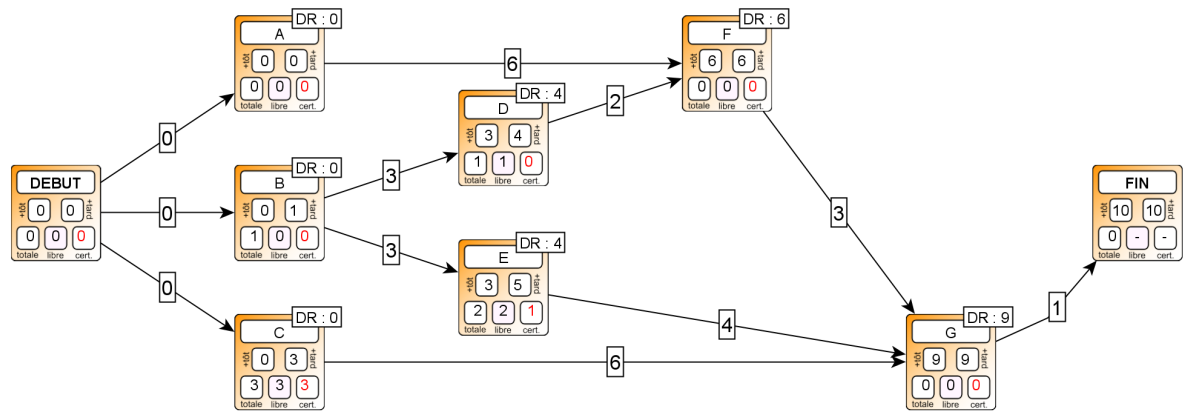 DR : 0
A
+tôt 0 0 +tard
0 0 0
totale libre cert.
6
DR : 6
F
+tôt 6 6 +tard
0 0 0
totale libre cert.
DR : 4
D
+tôt 3 4 +tard
1 1 0
totale libre cert.
2
0
DEBUT
+tôt 0 0 +tard
0 0 0
totale libre cert.
0
DR : 0
B
+tôt 0 1 +tard
1 0 0
totale libre cert.
3
3
3
FIN
+tôt 10 10 +tard
0 - -
totale libre cert.
DR : 4
E
+tôt 3 5 +tard
2 2 1
totale libre cert.
4
0
DR : 0
C
+tôt 0 3 +tard
3 3 3
totale libre cert.
6
DR : 9
G
+tôt 9 9 +tard
0 0 0
totale libre cert.
1